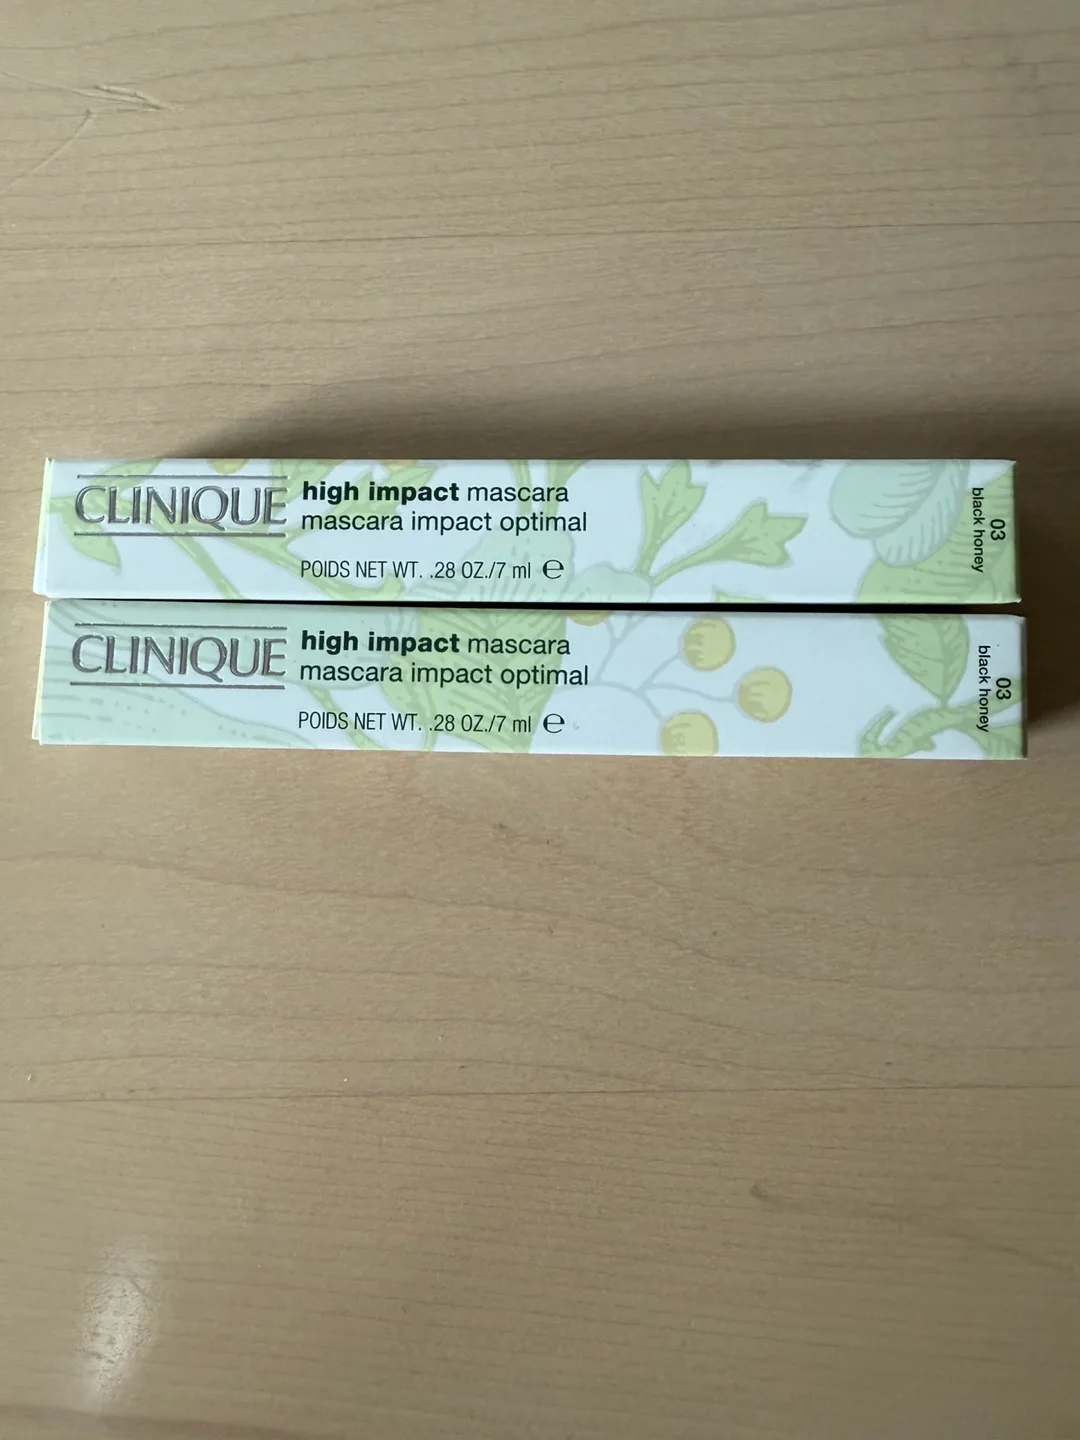 CLINIQUE
high impact mascara
mascara impact optimal
POIDS NET WT. .28 OZ./7 ml ℮
03
black honey
CLINIQUE
high impact mascara
mascara impact optimal
POIDS NET WT. .28 OZ./7 ml ℮
03
black honey